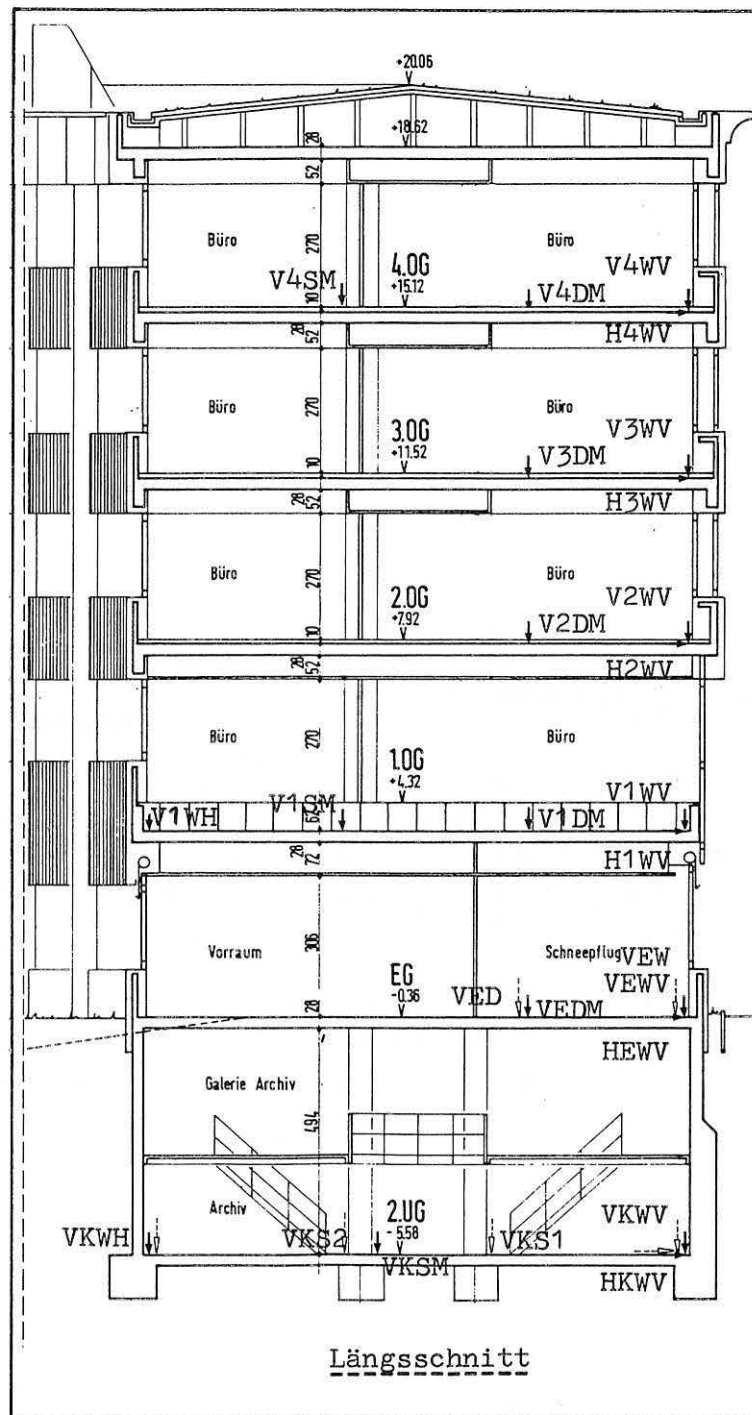 +20.06
+18.62
28
52
Büro
270
Büro
4.OG
+15.12
V4WV
V4SM
10
V4DM
28
52
H4WV
Büro
270
Büro
3.OG
+11.52
V3WV
10
V3DM
28
52
H3WV
Büro
270
Büro
2.OG
+7.92
V2WV
10
V2DM
28
52
H2WV
Büro
270
Büro
1.OG
+4.32
V1WV
V1WH
V1SM
62
V1DM
28
72
H1WV
Vorraum
306
Schneepflug
VEW
EG
-0.36
VEWV
VED
VEDM
28
HEWV
Galerie Archiv
494
Archiv
2.UG
- 5.58
VKWV
VKWH
VKS2
VKS1
VKSM
HKWV
Längsschnitt